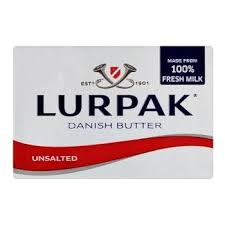 MADE FROM
100%
FRESH MILK
ESTD 1901
LURPAK®
DANISH BUTTER
UNSALTED